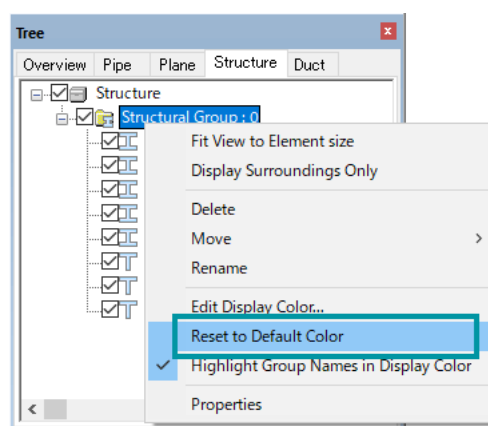 Tree
Overview Pipe Plane Structure Duct
Structure
Structural Group : 0
Fit View to Element size
Display Surroundings Only
Delete
Move
Rename
Edit Display Color...
Reset to Default Color
Highlight Group Names in Display Color
Properties